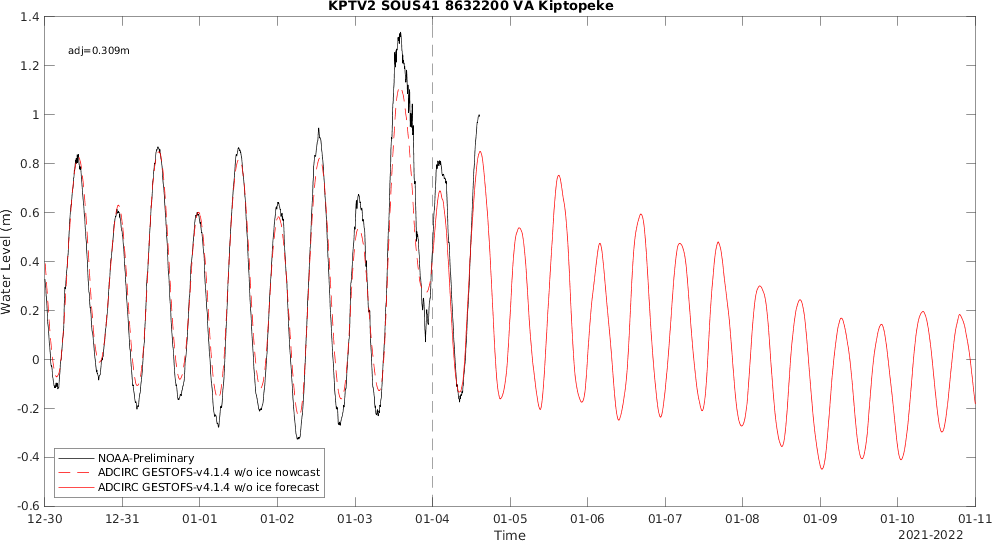 KPTV2 SOUS41 8632200 VA Kiptopeke
adj=0.309m
1.4
1.2
1
0.8
0.6
0.4
0.2
0
-0.2
-0.4
-0.6
Water Level (m)
NOAA-Preliminary
ADCIRC GESTOFS-v4.1.4 w/o ice nowcast
ADCIRC GESTOFS-v4.1.4 w/o ice forecast
12-30 12-31 01-01 01-02 01-03 01-04 01-05 01-06 01-07 01-08 01-09 01-10 01-11
Time
2021-2022